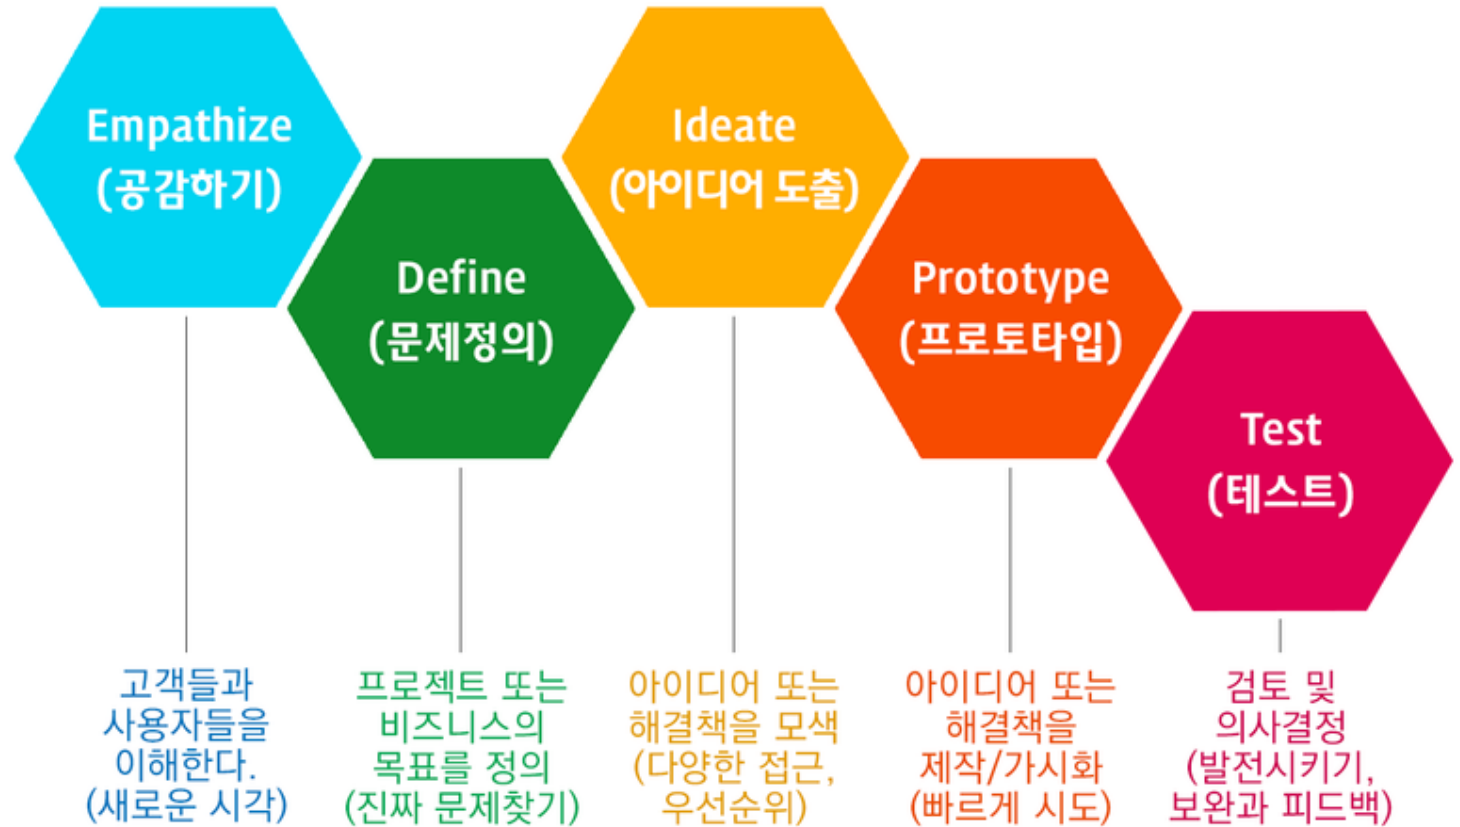 Empathize
(공감하기)
Define
(문제정의)
Ideate
(아이디어 도출)
Prototype
(프로토타입)
Test
(테스트)
고객들과
사용자들을
이해한다.
(새로운 시각)
프로젝트 또는
비즈니스의
목표를 정의
(진짜 문제찾기)
아이디어 또는
해결책을 모색
(다양한 접근,
우선순위)
아이디어 또는
해결책을
제작/가시화
(빠르게 시도)
검토 및
의사결정
(발전시키기,
보완과 피드백)